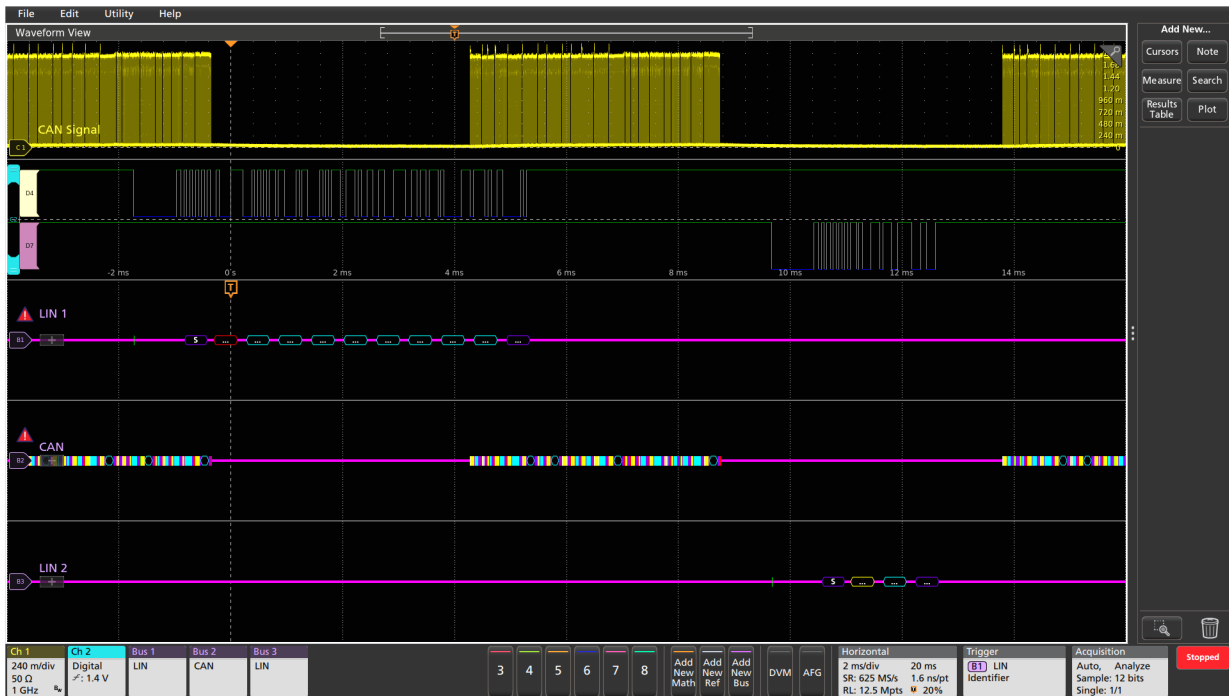 File Edit Utility Help
Waveform View
Add New...
Cursors Note
Measure Search
Results Table Plot
1.44
1.20
960 m
720 m
480 m
240 m
0
CAN Signal
C1
D4
D7
-2 ms 0 s 2 ms 4 ms 6 ms 8 ms 10 ms 12 ms 14 ms
T
LIN 1
B1 + S ... ... ... ... ... ... ... ... ... ...
CAN
B2 +
LIN 2
B3 + S ... ... ...
Ch 1
240 m/div
50 Ω
1 GHz Bw
Ch 2
Digital
: 1.4 V
Bus 1
LIN
Bus 2
CAN
Bus 3
LIN
3 4 5 6 7 8
Add New Math
Add New Ref
Add New Bus
DVM AFG
Horizontal
2 ms/div 20 ms
SR: 625 MS/s 1.6 ns/pt
RL: 12.5 Mpts 20%
Trigger
B1 LIN
Identifier
Acquisition
Auto, Analyze
Sample: 12 bits
Single: 1/1
Stopped